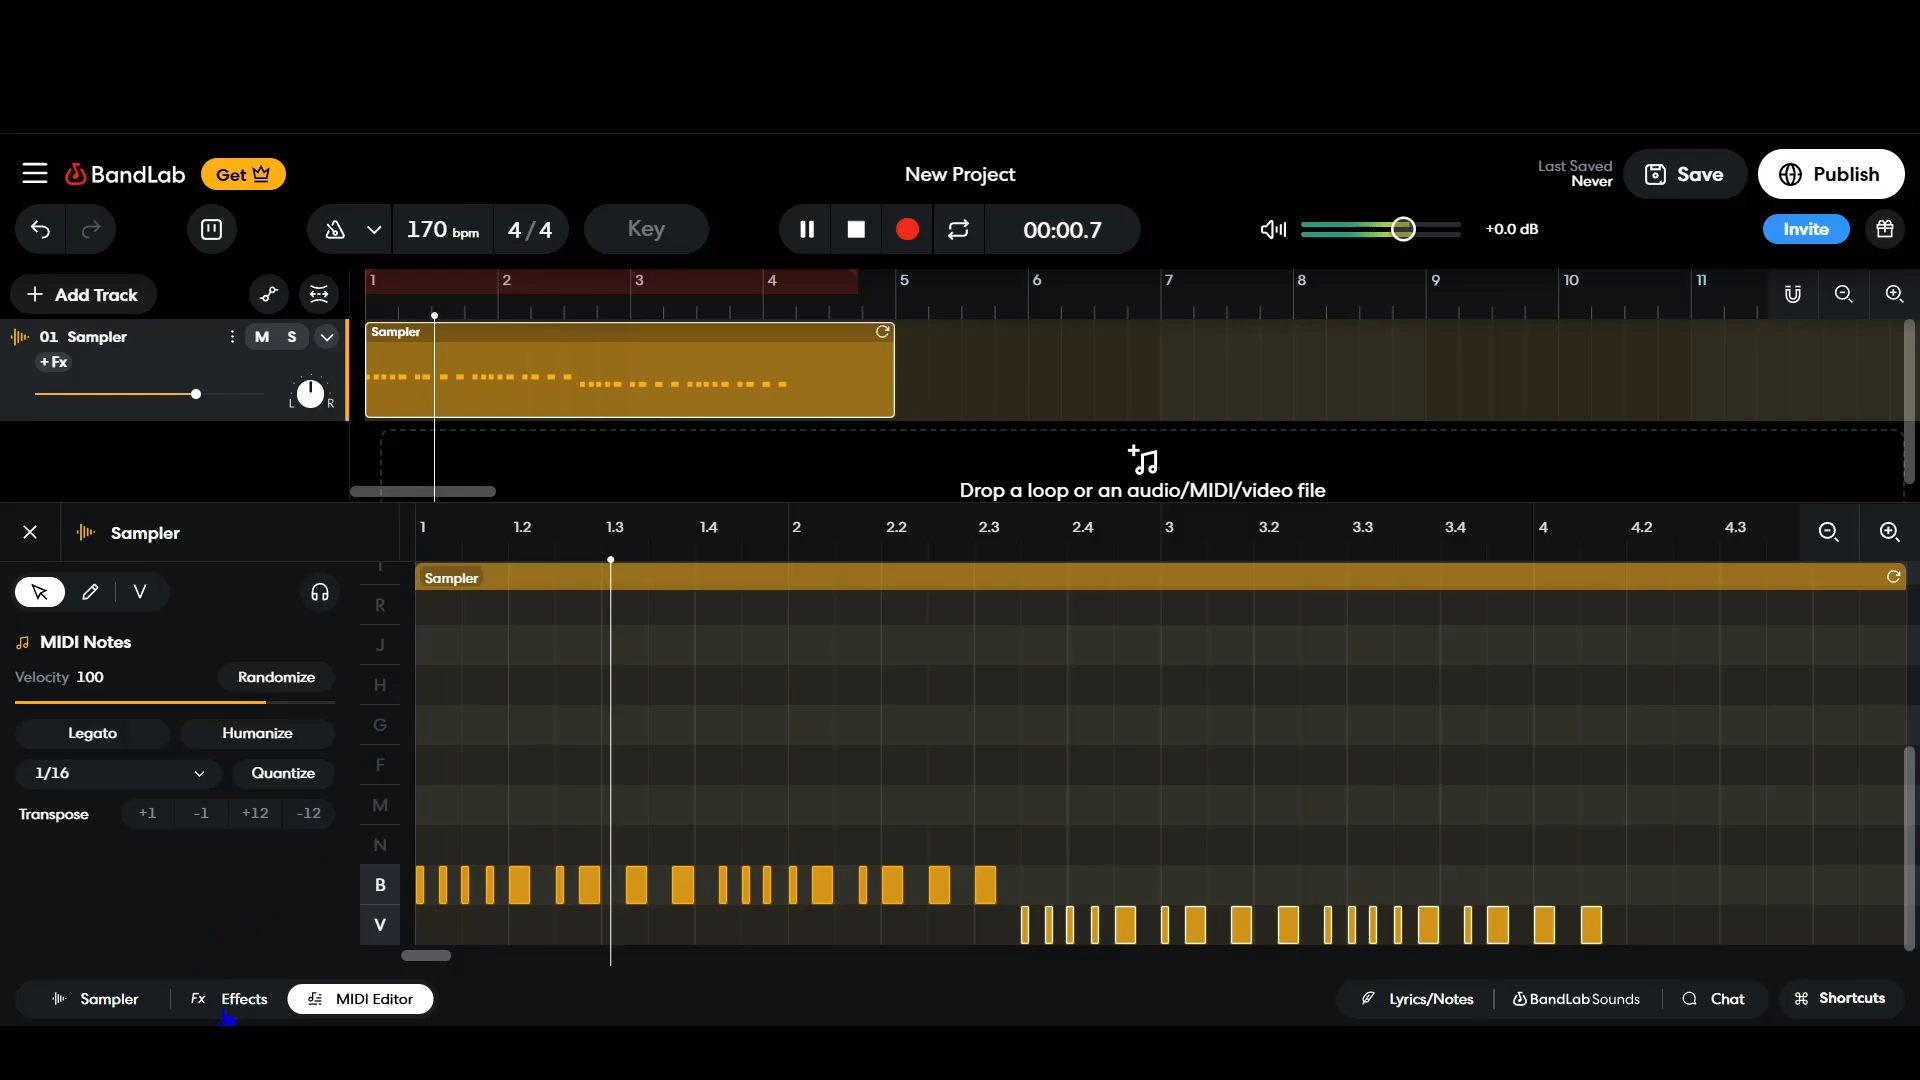 BandLab
Get
New Project
Last Saved
Never
Save
Publish
170 bpm
4 / 4
Key
00:00.7
+0.0 dB
Invite
+ Add Track
1 2 3 4 5 6 7 8 9 10 11
01 Sampler
M S
+ Fx
L R
Sampler
Drop a loop or an audio/MIDI/video file
Sampler
1 1.2 1.3 1.4 2 2.2 2.3 2.4 3 3.2 3.3 3.4 4 4.2 4.3
V
Sampler
MIDI Notes
Velocity 100
Randomize
Legato
Humanize
1/16
Quantize
Transpose
+1 -1 +12 -12
R
J
H
G
F
M
N
B
V
Sampler
Fx Effects
MIDI Editor
Lyrics/Notes
BandLab Sounds
Chat
Shortcuts